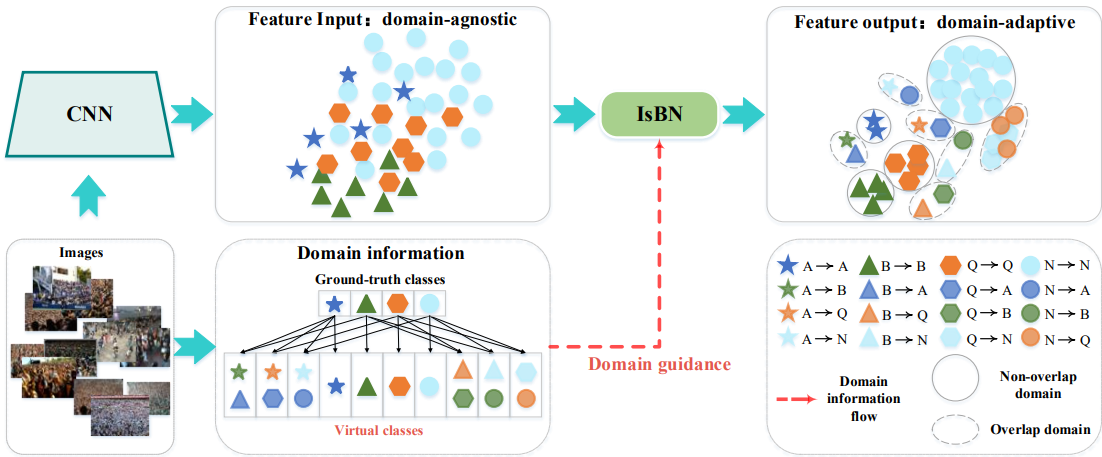 Feature Input：domain-agnostic
Feature output：domain-adaptive
CNN
IsBN
Images
Domain information
Ground-truth classes
Virtual classes
Domain guidance
A→A B→B Q→Q N→N
A→B B→A Q→A N→A
A→Q B→Q Q→B N→B
A→N B→N Q→N N→Q
Domain
information
flow
Non-overlap
domain
Overlap domain